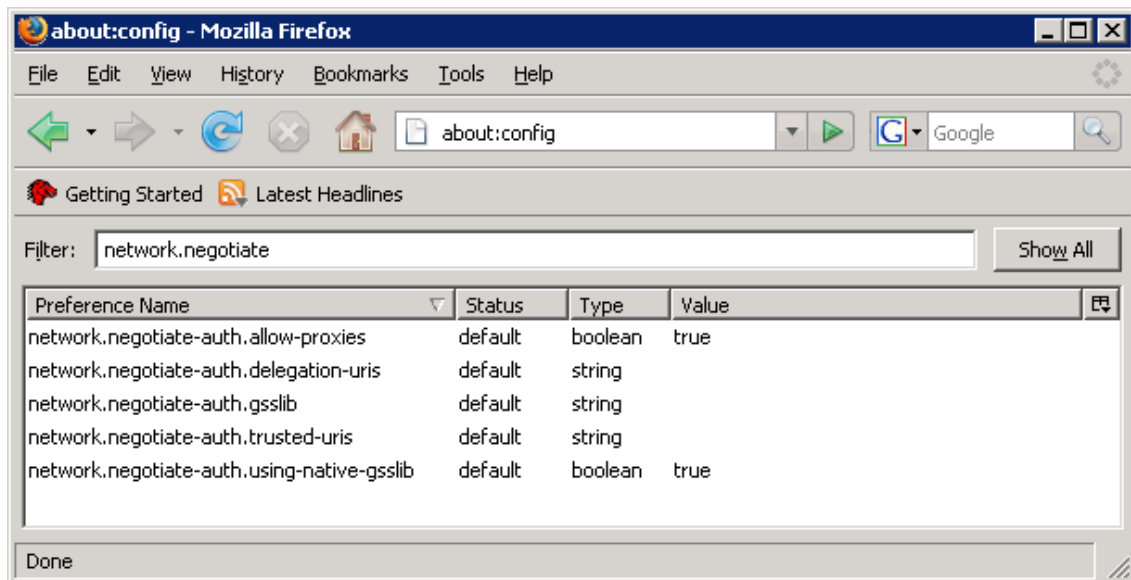 about:config - Mozilla Firefox
File Edit View History Bookmarks Tools Help
about:config G Google
Getting Started Latest Headlines
Filter: network.negotiate Show All
Preference Name Status Type Value
network.negotiate-auth.allow-proxies default boolean true
network.negotiate-auth.delegation-uris default string
network.negotiate-auth.gsslib default string
network.negotiate-auth.trusted-uris default string
network.negotiate-auth.using-native-gsslib default boolean true
Done